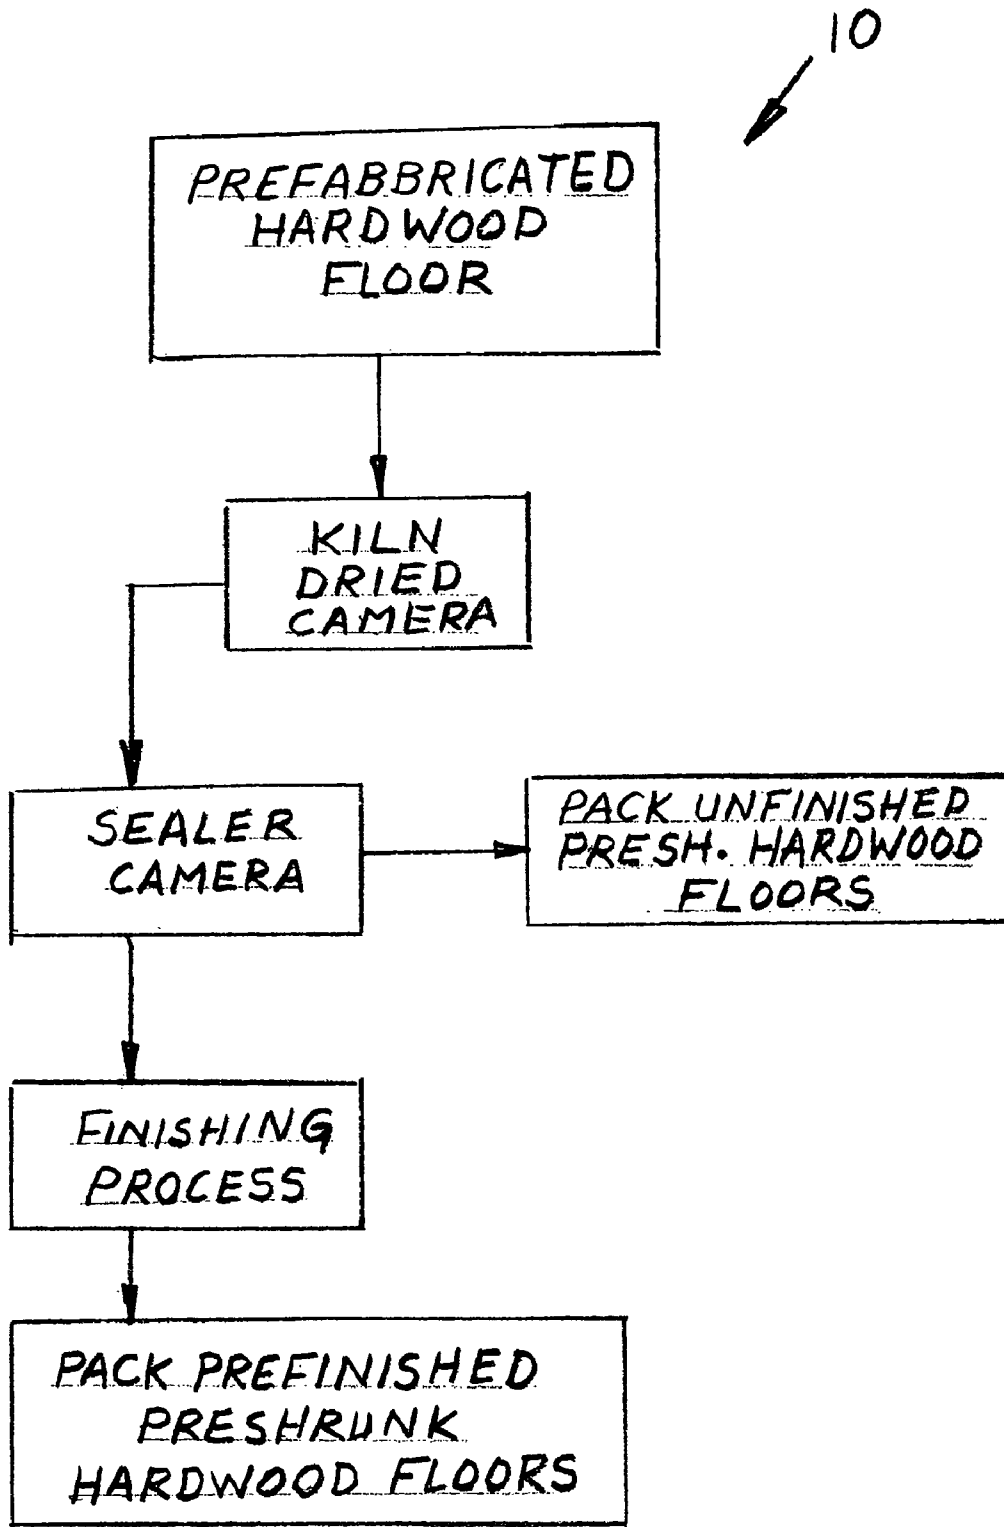 10
PREFABBRICATED
HARDWOOD
FLOOR
KILN
DRIED
CAMERA
SEALER
CAMERA
PACK UNFINISHED
PRESH. HARDWOOD
FLOORS
FINISHING
PROCESS
PACK PREFINISHED
PRESHRUNK
HARDWOOD FLOORS